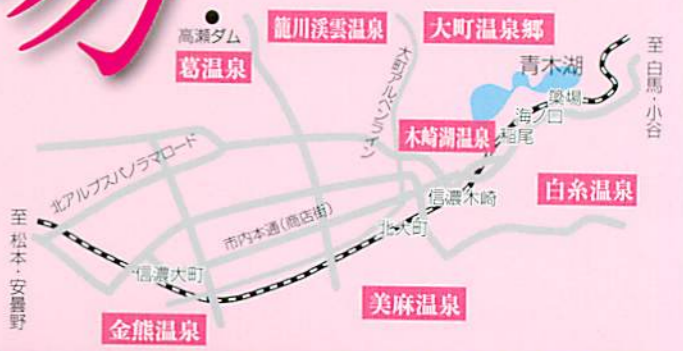 高瀬ダム
葛温泉
籠川渓雲温泉
大町温泉郷
大町アルペンライン
青木湖
簗場
海ノ口
稲尾
木崎湖温泉
至 白馬・小谷
北アルプスパノラマロード
市内本通(商店街)
信濃木崎
白糸温泉
北大町
至 松本・安曇野
信濃大町
金熊温泉
美麻温泉